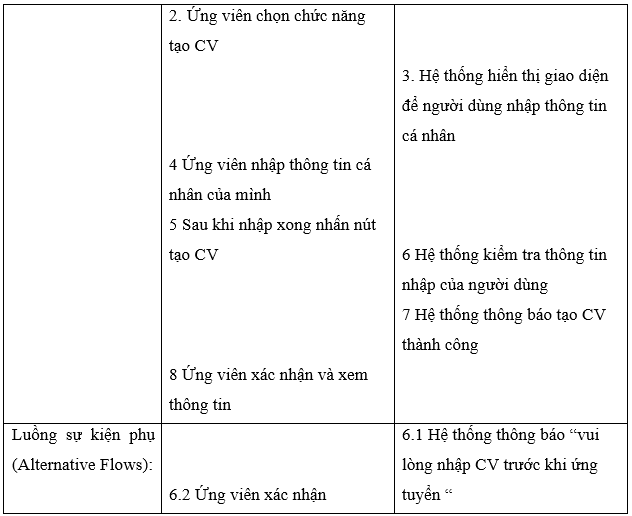 2. Ứng viên chọn chức năng
tạo CV
3. Hệ thống hiển thị giao diện
để người dùng nhập thông tin
cá nhân
4 Ứng viên nhập thông tin cá
nhân của mình
5 Sau khi nhập xong nhấn nút
tạo CV
6 Hệ thống kiểm tra thông tin
nhập của người dùng
7 Hệ thống thông báo tạo CV
thành công
8 Ứng viên xác nhận và xem
thông tin
Luồng sự kiện phụ
(Alternative Flows):
6.1 Hệ thống thông báo “vui
lòng nhập CV trước khi ứng
tuyển “
6.2 Ứng viên xác nhận